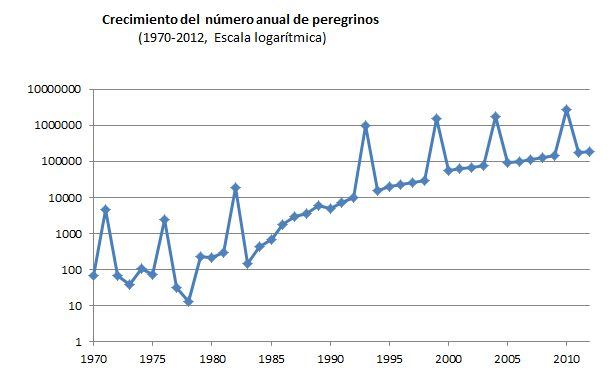 Crecimiento del número anual de peregrinos
(1970-2012, Escala logarítmica)
10000000
1000000
100000
10000
1000
100
10
1
1970 1975 1980 1985 1990 1995 2000 2005 2010